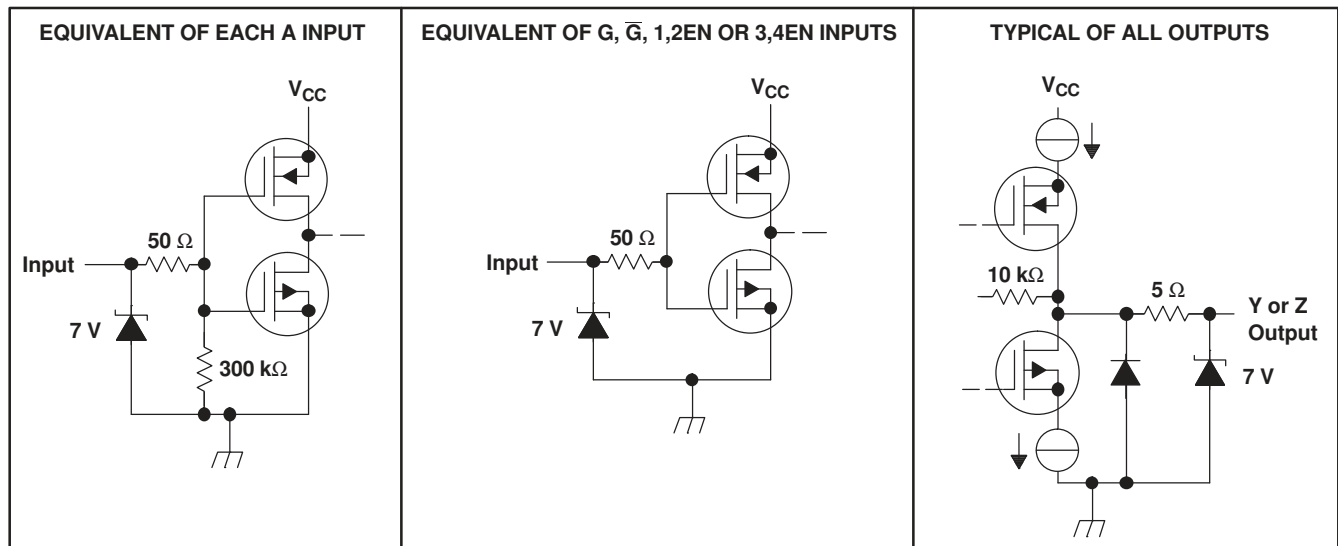 EQUIVALENT OF EACH A INPUT
VCC
50 Ω
Input
7 V
300 kΩ
EQUIVALENT OF G, G̅, 1,2EN OR 3,4EN INPUTS
VCC
50 Ω
Input
7 V
TYPICAL OF ALL OUTPUTS
VCC
10 kΩ
5 Ω
Y or Z
Output
7 V